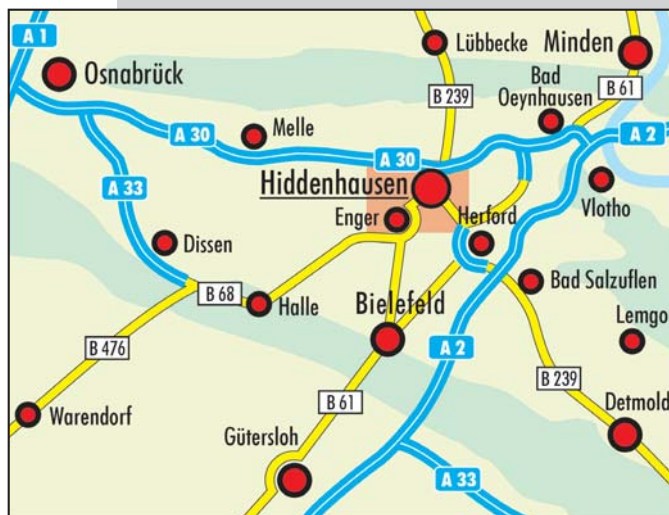 A 1
Lübbecke
Minden
Osnabrück
Bad
Oeynhausen
B 239
B 61
A 30
Melle
A 2
A 30
A 33
Hiddenhausen
Vlotho
Enger
Herford
Dissen
Bad Salzuflen
B 68
Halle
Bielefeld
Lemgo
B 476
A 2
B 239
Warendorf
B 61
Detmold
Gütersloh
A 33